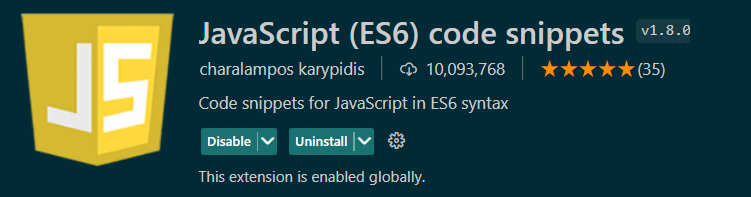 JS
JavaScript (ES6) code snippets v1.8.0
charalampos karypidis 10,093,768 (35)
Code snippets for JavaScript in ES6 syntax
Disable Uninstall
This extension is enabled globally.